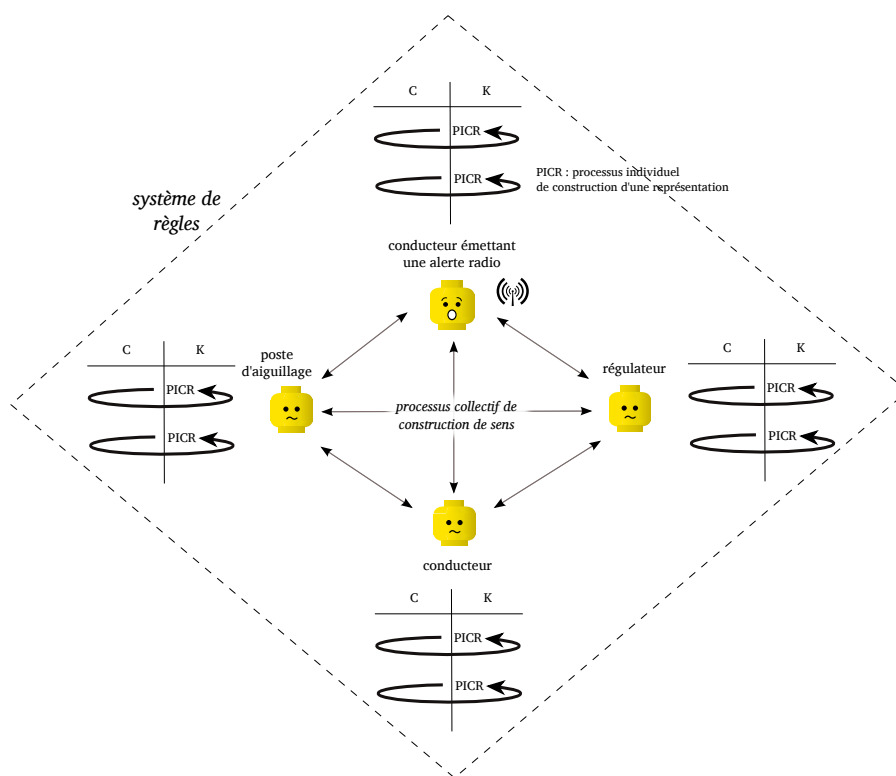 C K
PICR
PICR
PICR : processus individuel
de construction d'une représentation
système de
règles
conducteur émettant
une alerte radio
C K
PICR
PICR
poste
d'aiguillage
régulateur
C K
PICR
PICR
processus collectif de
construction de sens
conducteur
C K
PICR
PICR